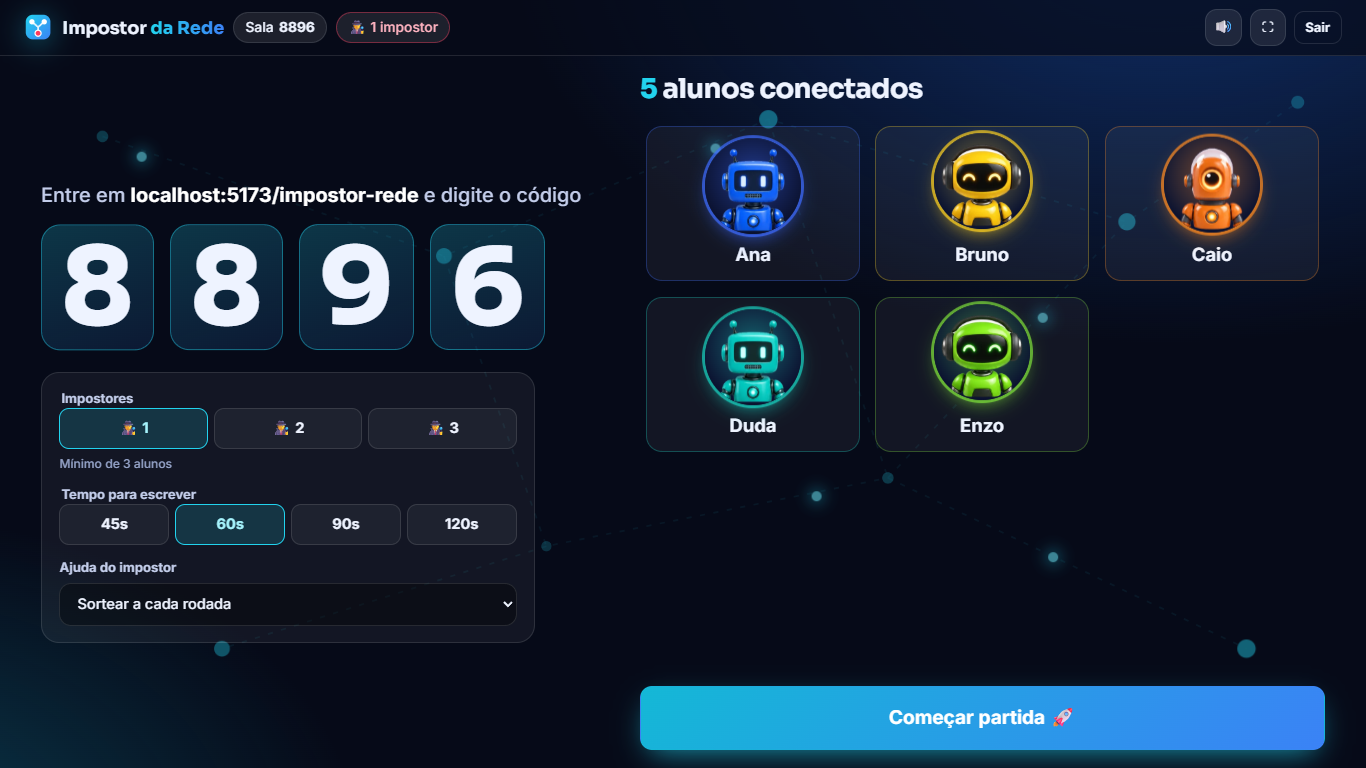 Impostor da Rede
Sala 8896
1 impostor
Sair
Entre em localhost:5173/impostor-rede e digite o código
8 8 9 6
Impostores
1
2
3
Mínimo de 3 alunos
Tempo para escrever
45s
60s
90s
120s
Ajuda do impostor
Sortear a cada rodada
5 alunos conectados
Ana
Bruno
Caio
Duda
Enzo
Começar partida 🚀